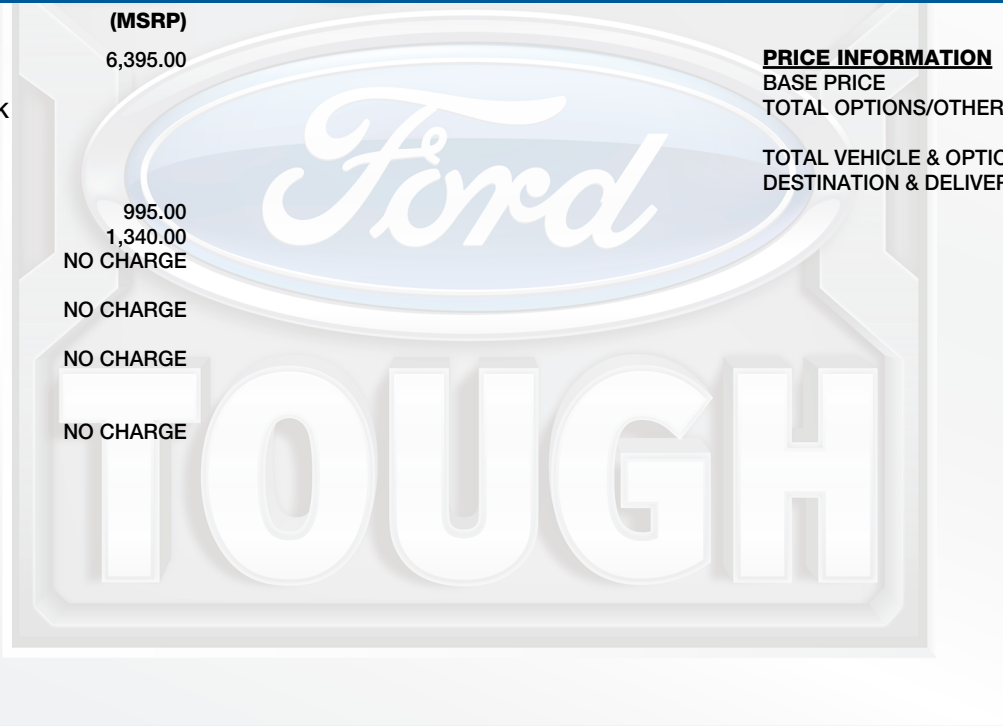 (MSRP)
6,395.00
K
995.00
1,340.00
NO CHARGE
NO CHARGE
NO CHARGE
NO CHARGE
PRICE INFORMATION
BASE PRICE
TOTAL OPTIONS/OTHER
TOTAL VEHICLE & OPTIO
DESTINATION & DELIVER
Ford
TOUGH